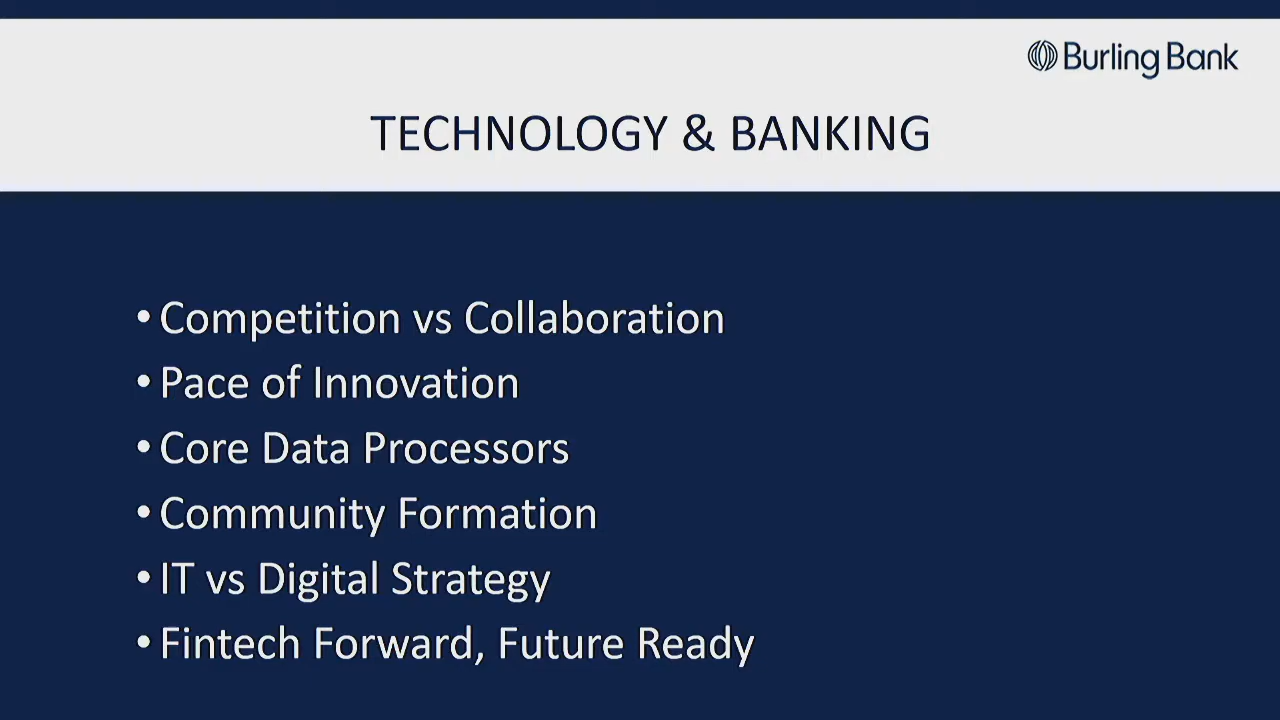 Burling Bank
TECHNOLOGY & BANKING
• Competition vs Collaboration
• Pace of Innovation
• Core Data Processors
• Community Formation
• IT vs Digital Strategy
• Fintech Forward, Future Ready